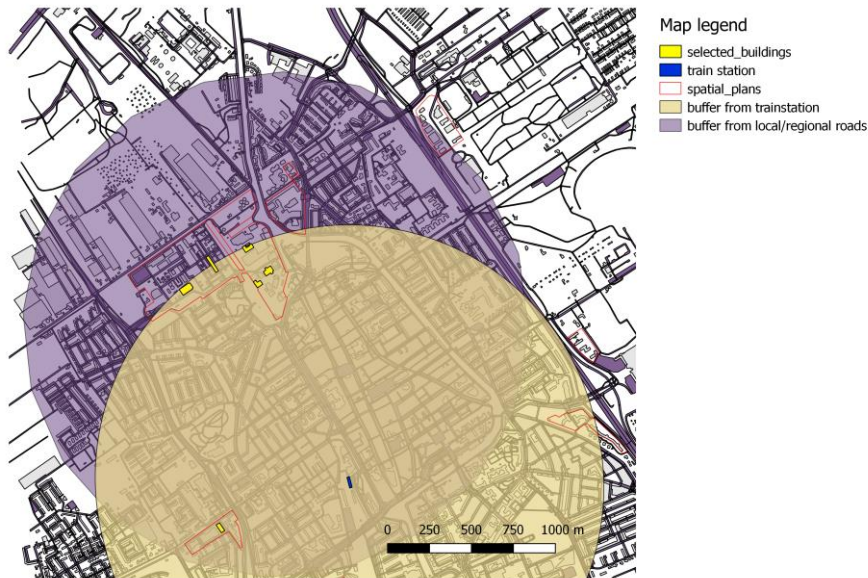 Map legend
selected_buildings
train station
spatial_plans
buffer from trainstation
buffer from local/regional roads
0 250 500 750 1000 m